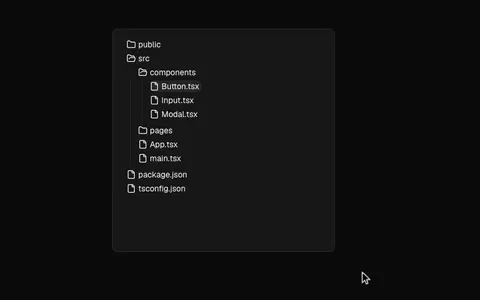 public
src
components
Button.tsx
Input.tsx
Modal.tsx
pages
App.tsx
main.tsx
package.json
tsconfig.json